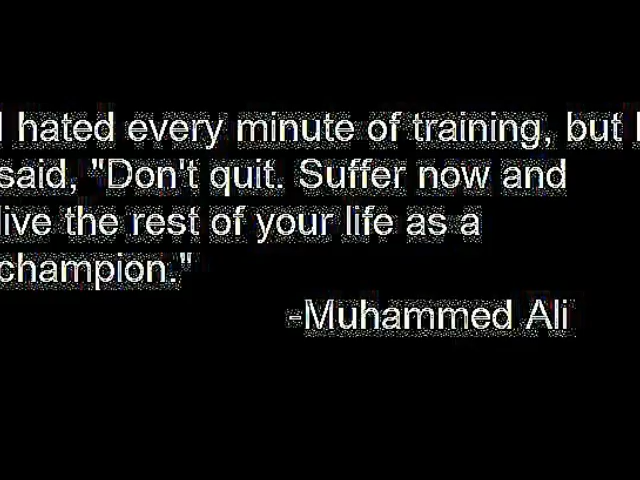 I hated every minute of training, but I
said, "Don't quit. Suffer now and
live the rest of your life as a
champion."
-Muhammed Ali